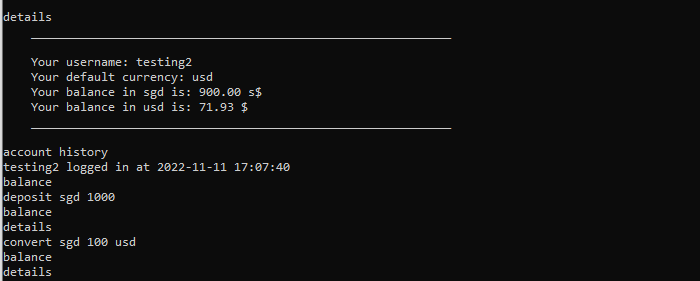 details
Your username: testing2
Your default currency: usd
Your balance in sgd is: 900.00 s$
Your balance in usd is: 71.93 $
account history
testing2 logged in at 2022-11-11 17:07:40
balance
deposit sgd 1000
balance
details
convert sgd 100 usd
balance
details